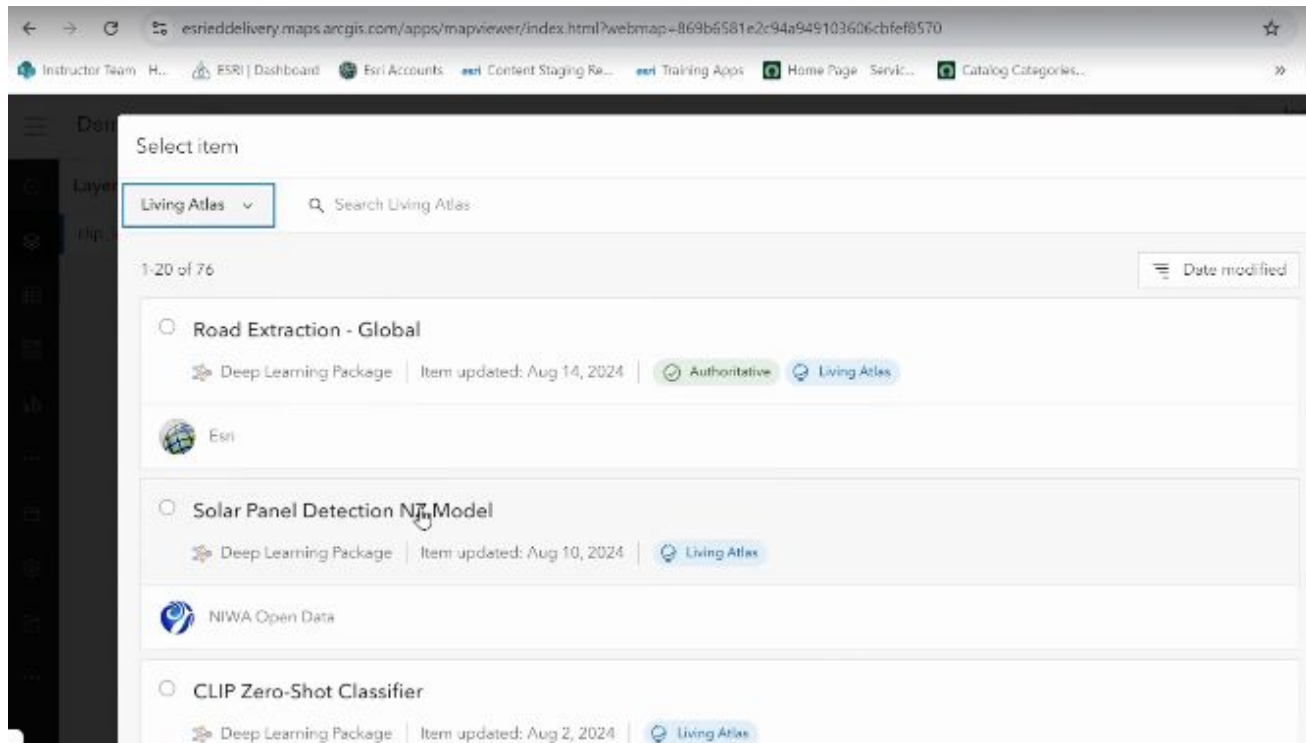 esrieddelivery.maps.arcgis.com/apps/mapviewer/index.html?webmap=869b6581e2c94a949103606cbfef8570
Instructor Team H... ESRI | Dashboard Esri Accounts esri Content Staging Re... esri Training Apps Home Page Servic... Catalog Categories... »
Select item
Layer
Living Atlas Search Living Atlas
1-20 of 76 Date modified
Road Extraction - Global
Deep Learning Package | Item updated: Aug 14, 2024 | Authoritative Living Atlas
Esri
Solar Panel Detection NZ Model
Deep Learning Package | Item updated: Aug 10, 2024 | Living Atlas
NIWA Open Data
CLIP Zero-Shot Classifier
Deep Learning Package | Item updated: Aug 2, 2024 | Living Atlas